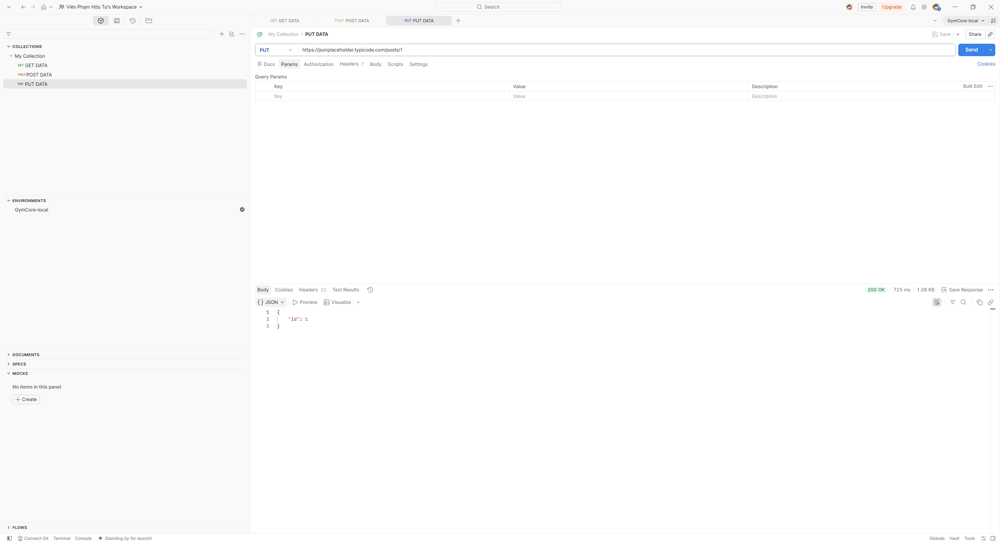 Viên Phạm Hữu Tư's Workspace
Search
Invite
Upgrade
GET GET DATA
POST POST DATA
PUT PUT DATA
GymCore-local
My Collection > PUT DATA
Save
Share
COLLECTIONS
My Collection
GET GET DATA
POST POST DATA
PUT PUT DATA
PUT
https://jsonplaceholder.typicode.com/posts/1
Send
Docs
Params
Authorization
Headers 7
Body
Scripts
Settings
Cookies
Query Params
Key
Value
Description
Bulk Edit
Key
Value
Description
ENVIRONMENTS
GymCore-local
DOCUMENTS
SPECS
MOCKS
No items in this panel
Create
FLOWS
Body
Cookies
Headers 23
Test Results
200 OK
725 ms
1.08 KB
e.g. Save Response
{} JSON
Preview
Visualize
1 {
2 "id": 1
3 }
Connect Git
Terminal
Console
Standing by for launch!
Globals
Vault
Tools